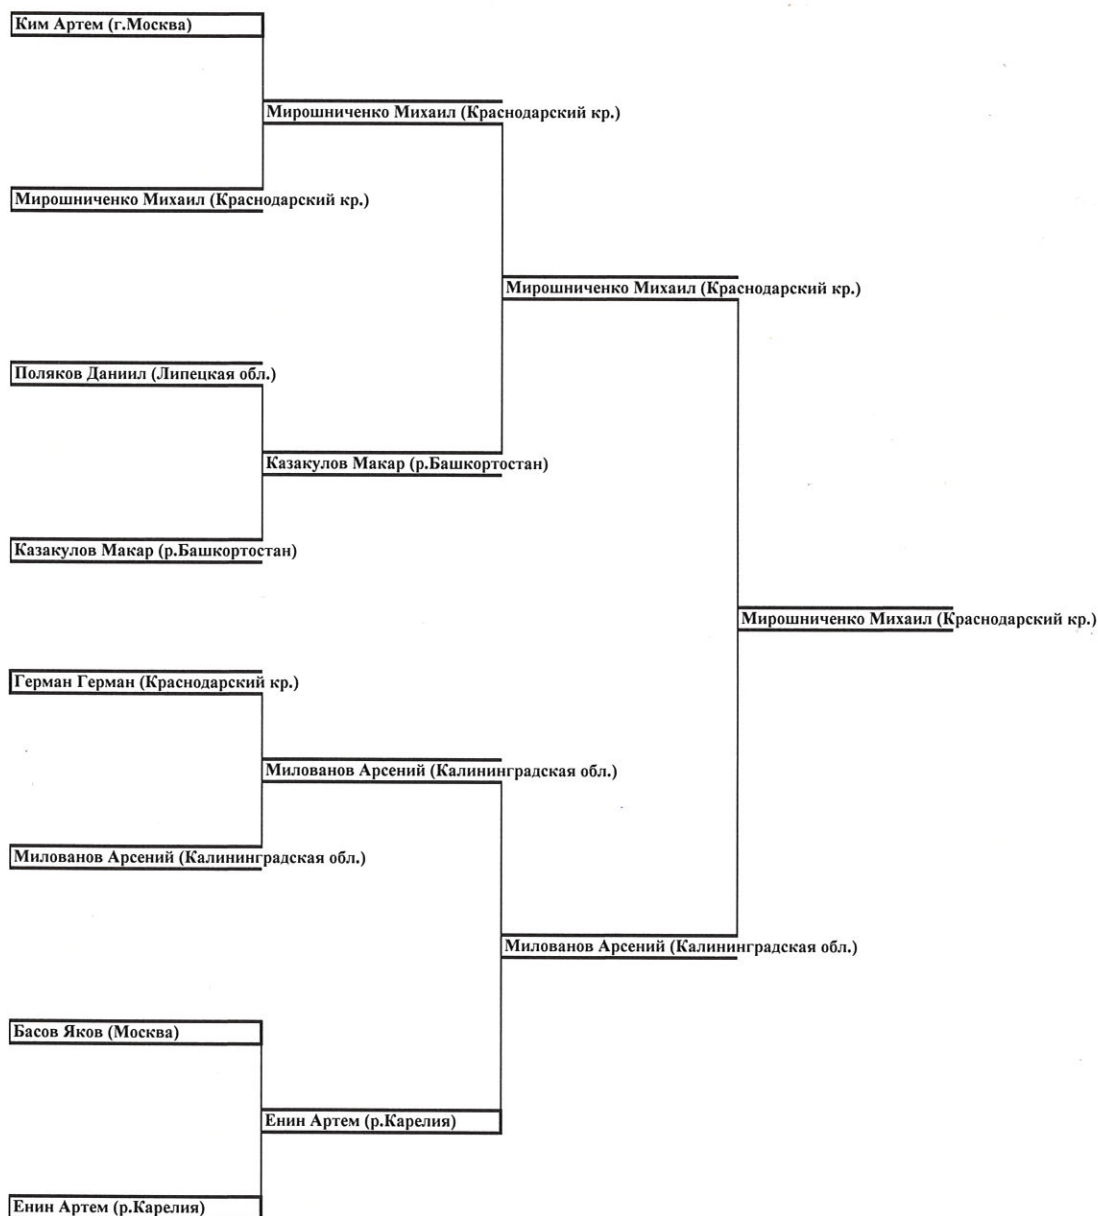 Ким Артем (г.Москва)
Мирошниченко Михаил (Краснодарский кр.)
Мирошниченко Михаил (Краснодарский кр.)
Мирошниченко Михаил (Краснодарский кр.)
Поляков Даниил (Липецкая обл.)
Казакулов Макар (р.Башкортостан)
Казакулов Макар (р.Башкортостан)
Мирошниченко Михаил (Краснодарский кр.)
Герман Герман (Краснодарский кр.)
Милованов Арсений (Калининградская обл.)
Милованов Арсений (Калининградская обл.)
Милованов Арсений (Калининградская обл.)
Басов Яков (Москва)
Енин Артем (р.Карелия)
Енин Артем (р.Карелия)